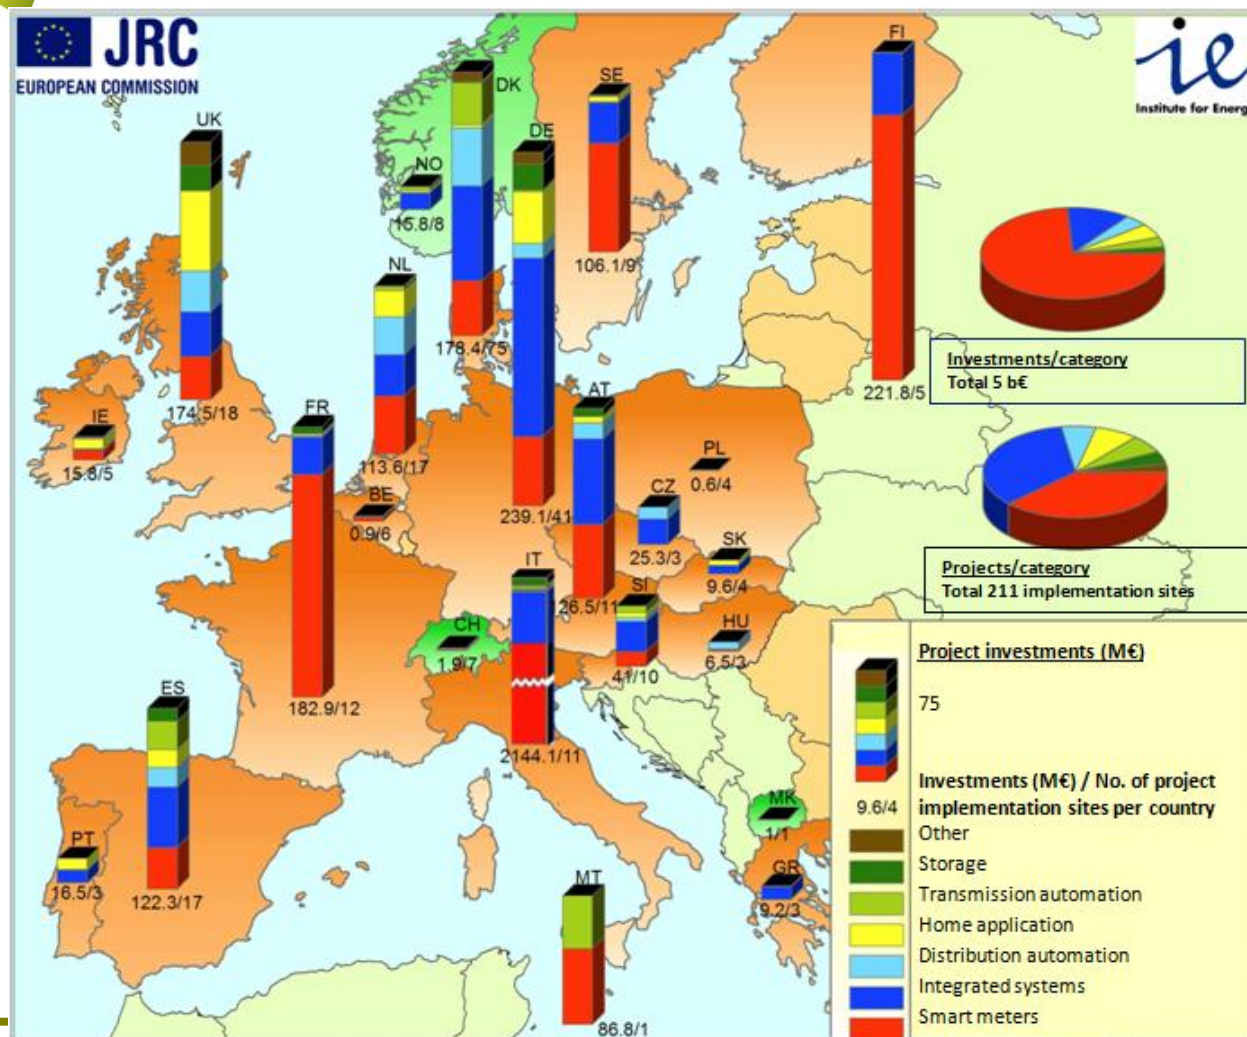 JRC
EUROPEAN COMMISSION
ie
Institute for Energ
FI
221.8/5
DK
178.4/75
SE
106.1/9
UK
174.5/18
DE
239.1/41
NO
15.8/8
NL
113.6/17
Investments/category
Total 5 b€
AT
126.5/11
FR
182.9/12
IE
15.8/5
PL
0.6/4
BE
0.9/6
CZ
25.3/3
SK
9.6/4
IT
2144.1/11
SI
41/10
HU
6.5/3
CH
1.9/7
Projects/category
Total 211 implementation sites
ES
122.3/17
PT
16.5/3
MT
86.8/1
MK
1/1
GR
9.2/3
Project investments (M€)
75
Investments (M€) / No. of project
implementation sites per country
9.6/4
Other
Storage
Transmission automation
Home application
Distribution automation
Integrated systems
Smart meters